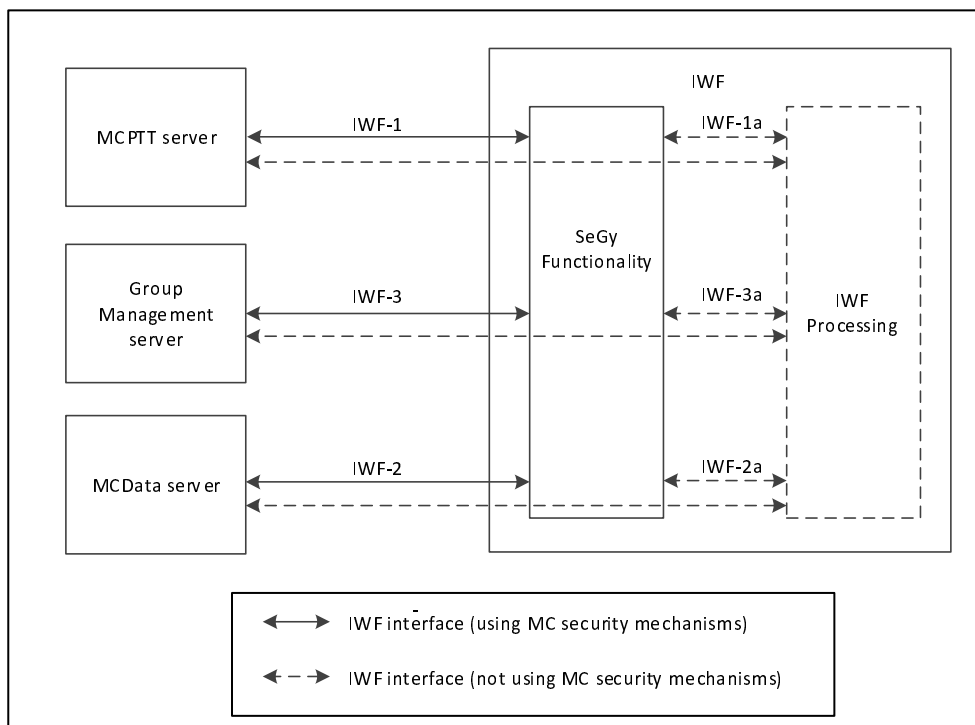 IWF
MCPTT server
IWF-1
IWF-1a
SeGy
Functionality
Group
Management
server
IWF-3
IWF-3a
IWF
Processing
MCData server
IWF-2
IWF-2a
IWF interface (using MC security mechanisms)
IWF interface (not using MC security mechanisms)